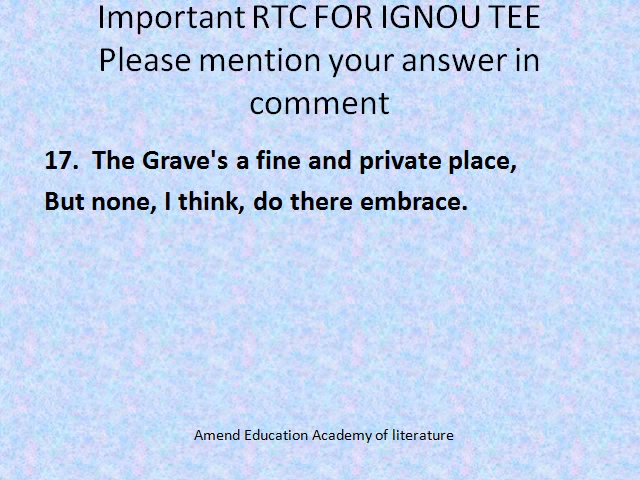 Important RTC FOR IGNOU TEE
Please mention your answer in
comment
17. The Grave's a fine and private place,
But none, I think, do there embrace.
Amend Education Academy of literature